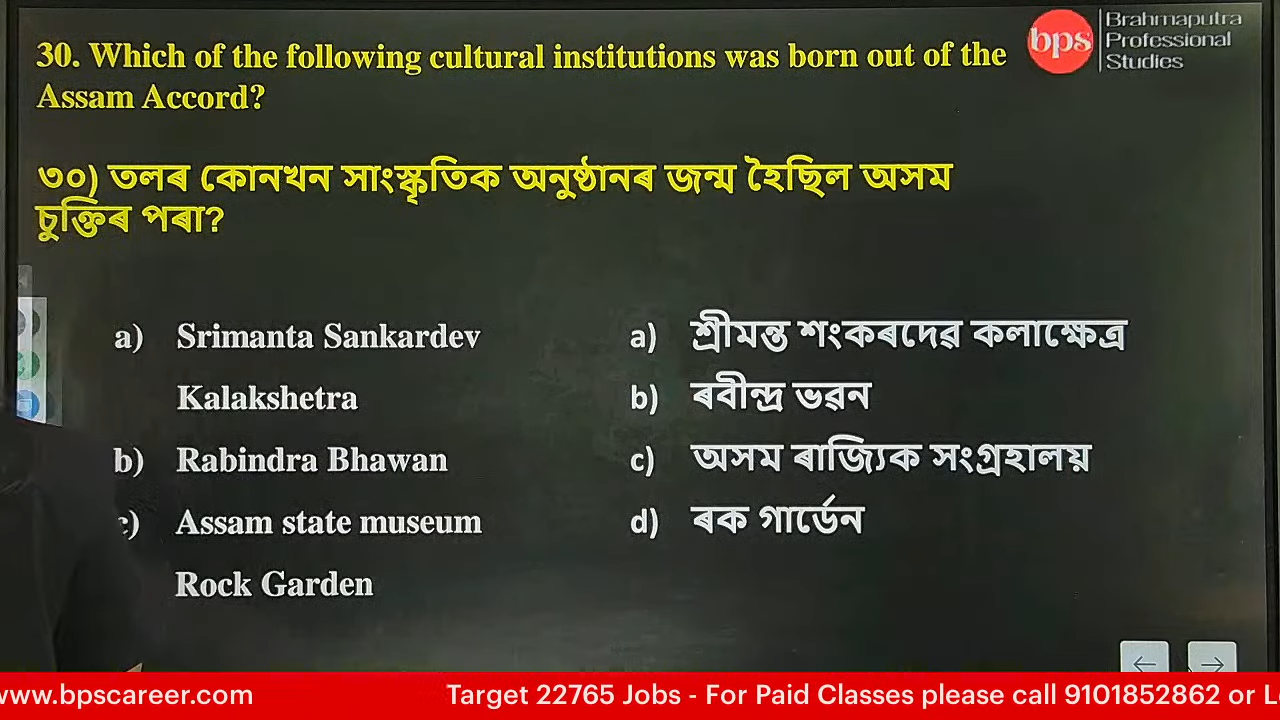 30. Which of the following cultural institutions was born out of the
Assam Accord?
bps
Brahmaputra
Professional
Studies
৩০) তলৰ কোনখন সাংস্কৃতিক অনুষ্ঠানৰ জন্ম হৈছিল অসম
চুক্তিৰ পৰা?
a) Srimanta Sankardev
Kalakshetra
b) Rabindra Bhawan
c) Assam state museum
Rock Garden
a) শ্ৰীমন্ত শংকৰদেৱ কলাক্ষেত্ৰ
b) ৰবীন্দ্ৰ ভৱন
c) অসম ৰাজ্যিক সংগ্ৰহালয়
d) ৰক গাৰ্ডেন
www.bpscareer.com Target 22765 Jobs - For Paid Classes please call 9101852862 or